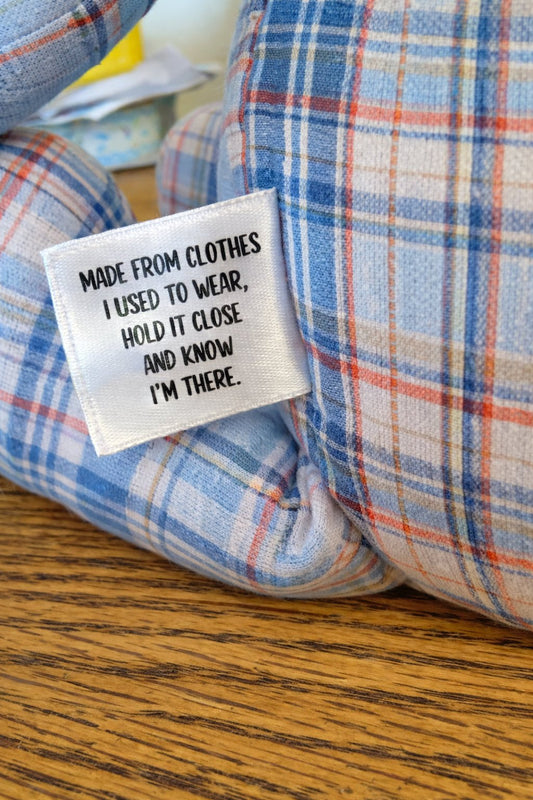 MADE FROM CLOTHES
I USED TO WEAR,
HOLD IT CLOSE
AND KNOW
I'M THERE.